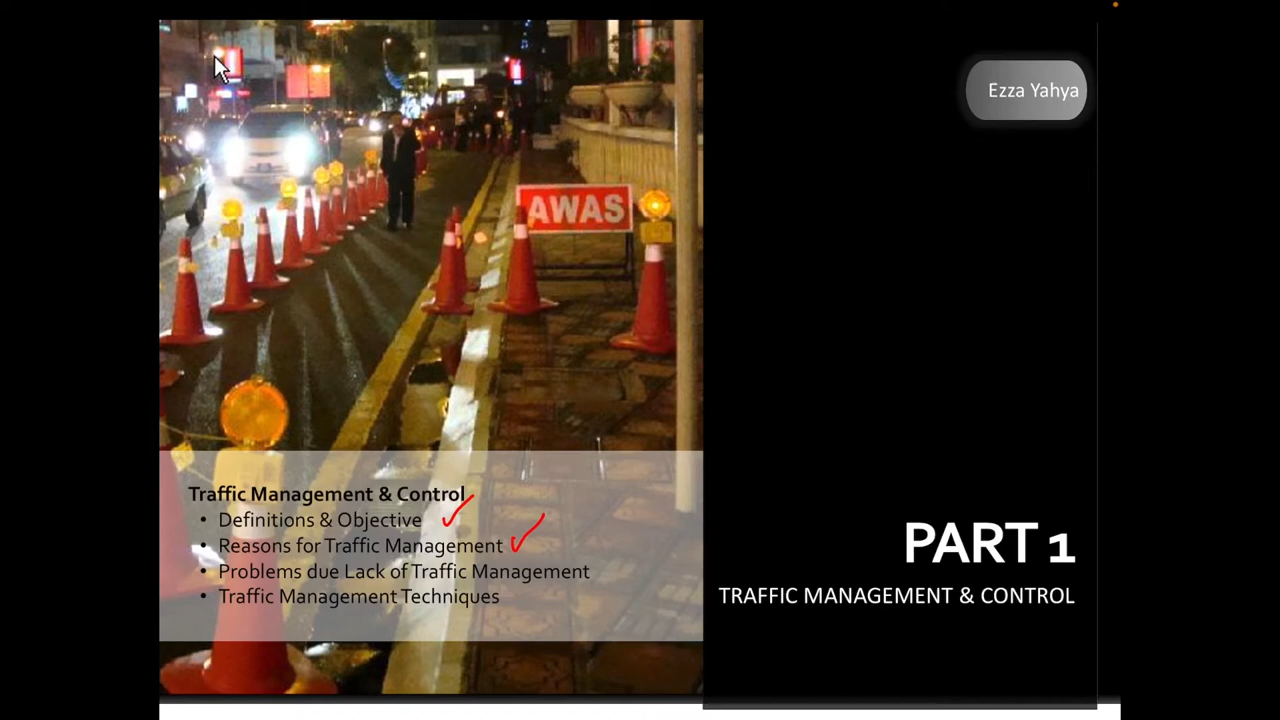 Ezza Yahya
AWAS
Traffic Management & Control
• Definitions & Objective
• Reasons for Traffic Management
• Problems due Lack of Traffic Management
• Traffic Management Techniques
PART 1
TRAFFIC MANAGEMENT & CONTROL